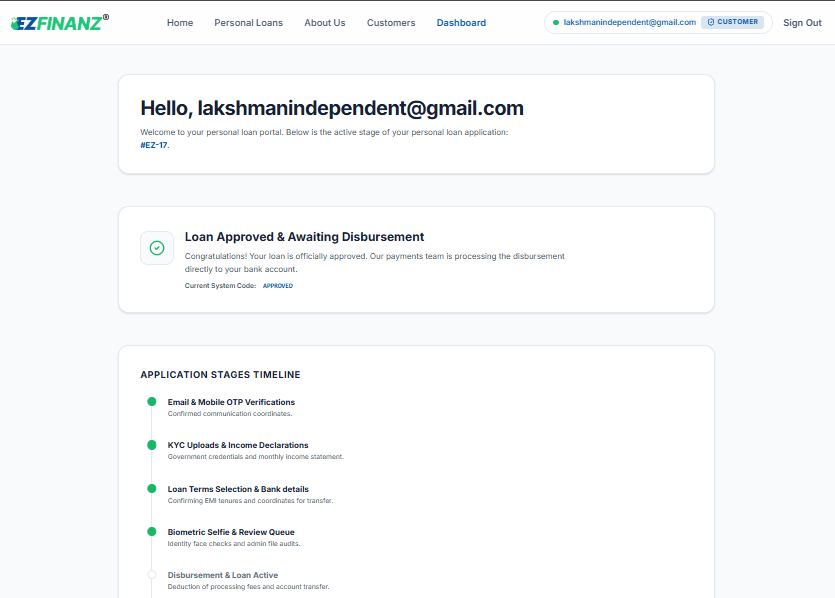 EZFINANZ®
Home Personal Loans About Us Customers Dashboard lakshmanindependent@gmail.com CUSTOMER Sign Out
Hello, lakshmanindependent@gmail.com
Welcome to your personal loan portal. Below is the active stage of your personal loan application:
#EZ-17.
Loan Approved & Awaiting Disbursement
Congratulations! Your loan is officially approved. Our payments team is processing the disbursement
directly to your bank account.
Current System Code: APPROVED
APPLICATION STAGES TIMELINE
Email & Mobile OTP Verifications
Confirmed communication coordinates.
KYC Uploads & Income Declarations
Government credentials and monthly income statement.
Loan Terms Selection & Bank details
Confirming EMI tenures and coordinates for transfer.
Biometric Selfie & Review Queue
Identity face checks and admin file audits.
Disbursement & Loan Active
Deduction of processing fees and account transfer.